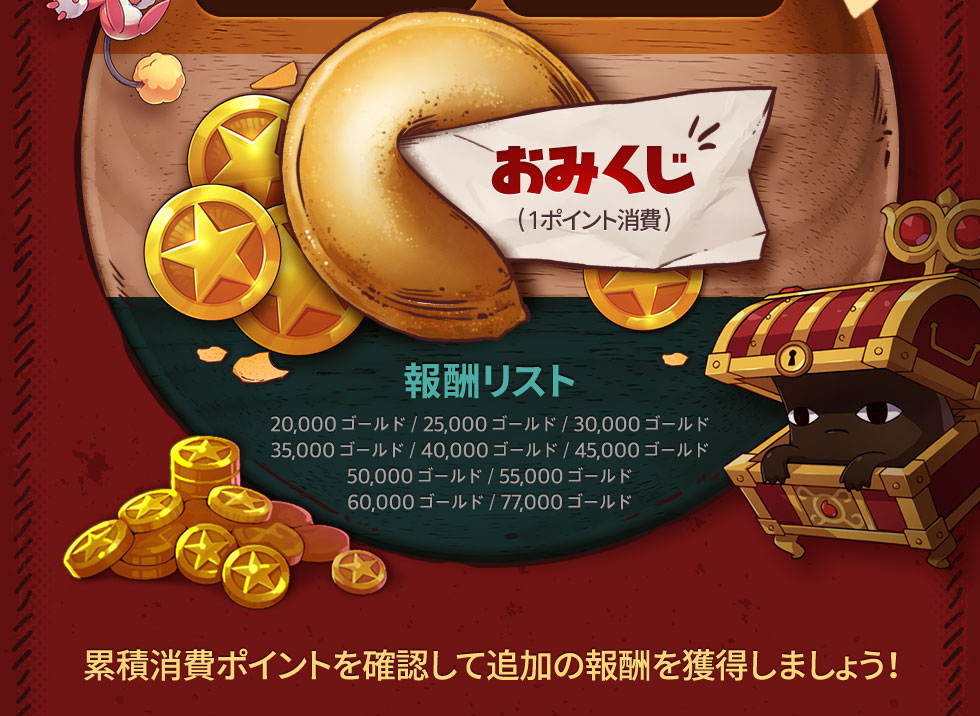 おみくじ
(1ポイント消費)
報酬リスト
20,000 ゴールド / 25,000 ゴールド / 30,000 ゴールド
35,000 ゴールド / 40,000 ゴールド / 45,000 ゴールド
50,000 ゴールド / 55,000 ゴールド
60,000 ゴールド / 77,000 ゴールド
累積消費ポイントを確認して追加の報酬を獲得しましょう!